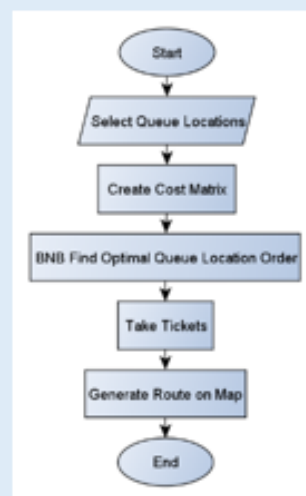 Start
Select Queue Locations
Create Cost Matrix
BNB Find Optimal Queue Location Order
Take Tickets
Generate Route on Map
End